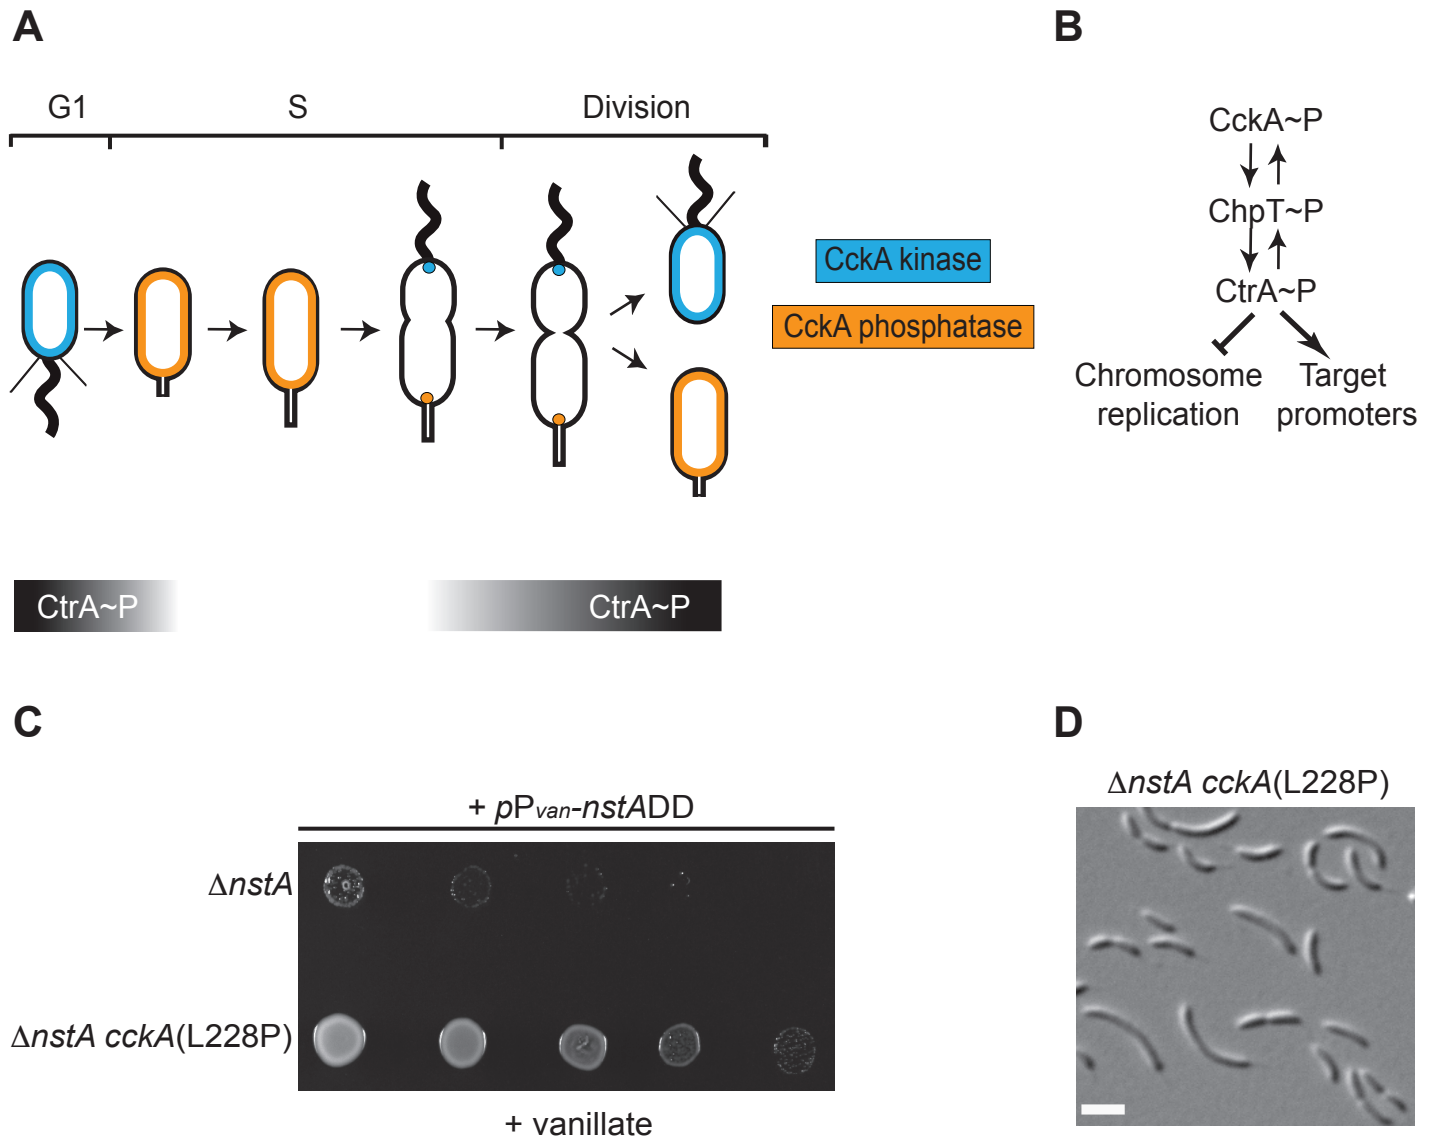 A
G1 S Division
CckA kinase
CckA phosphatase
CtrA~P CtrA~P
B
CckA~P
ChpT~P
CtrA~P
Chromosome Target
replication promoters
C
+ pPvan-nstADD
ΔnstA
ΔnstA cckA(L228P)
+ vanillate
D
ΔnstA cckA(L228P)